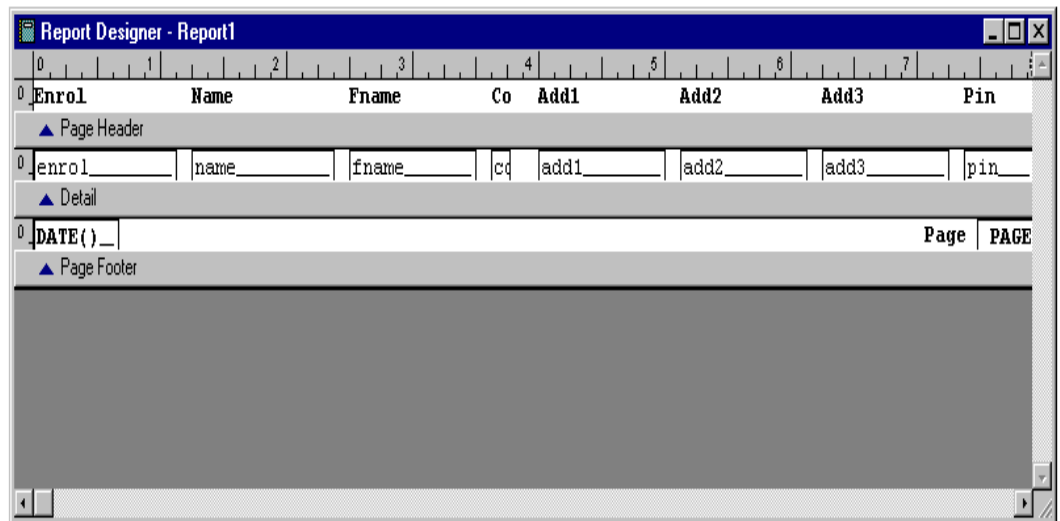 Report Designer - Report1
0 1 2 3 4 5 6 7
0 Enrol Name Fname Co Add1 Add2 Add3 Pin
Page Header
0 enrol name fname co add1 add2 add3 pin
Detail
0 DATE() Page PAGE
Page Footer